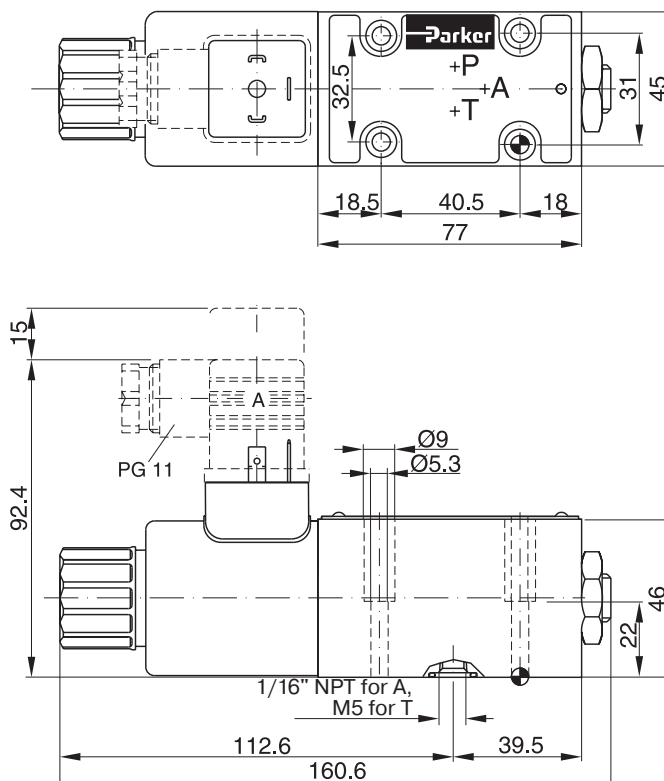 Parker
P
A
T
32.5
31
45
18.5
40.5
18
77
15
A
PG 11
92.4
Ø9
Ø5.3
46
22
1/16" NPT for A,
M5 for T
112.6
39.5
160.6